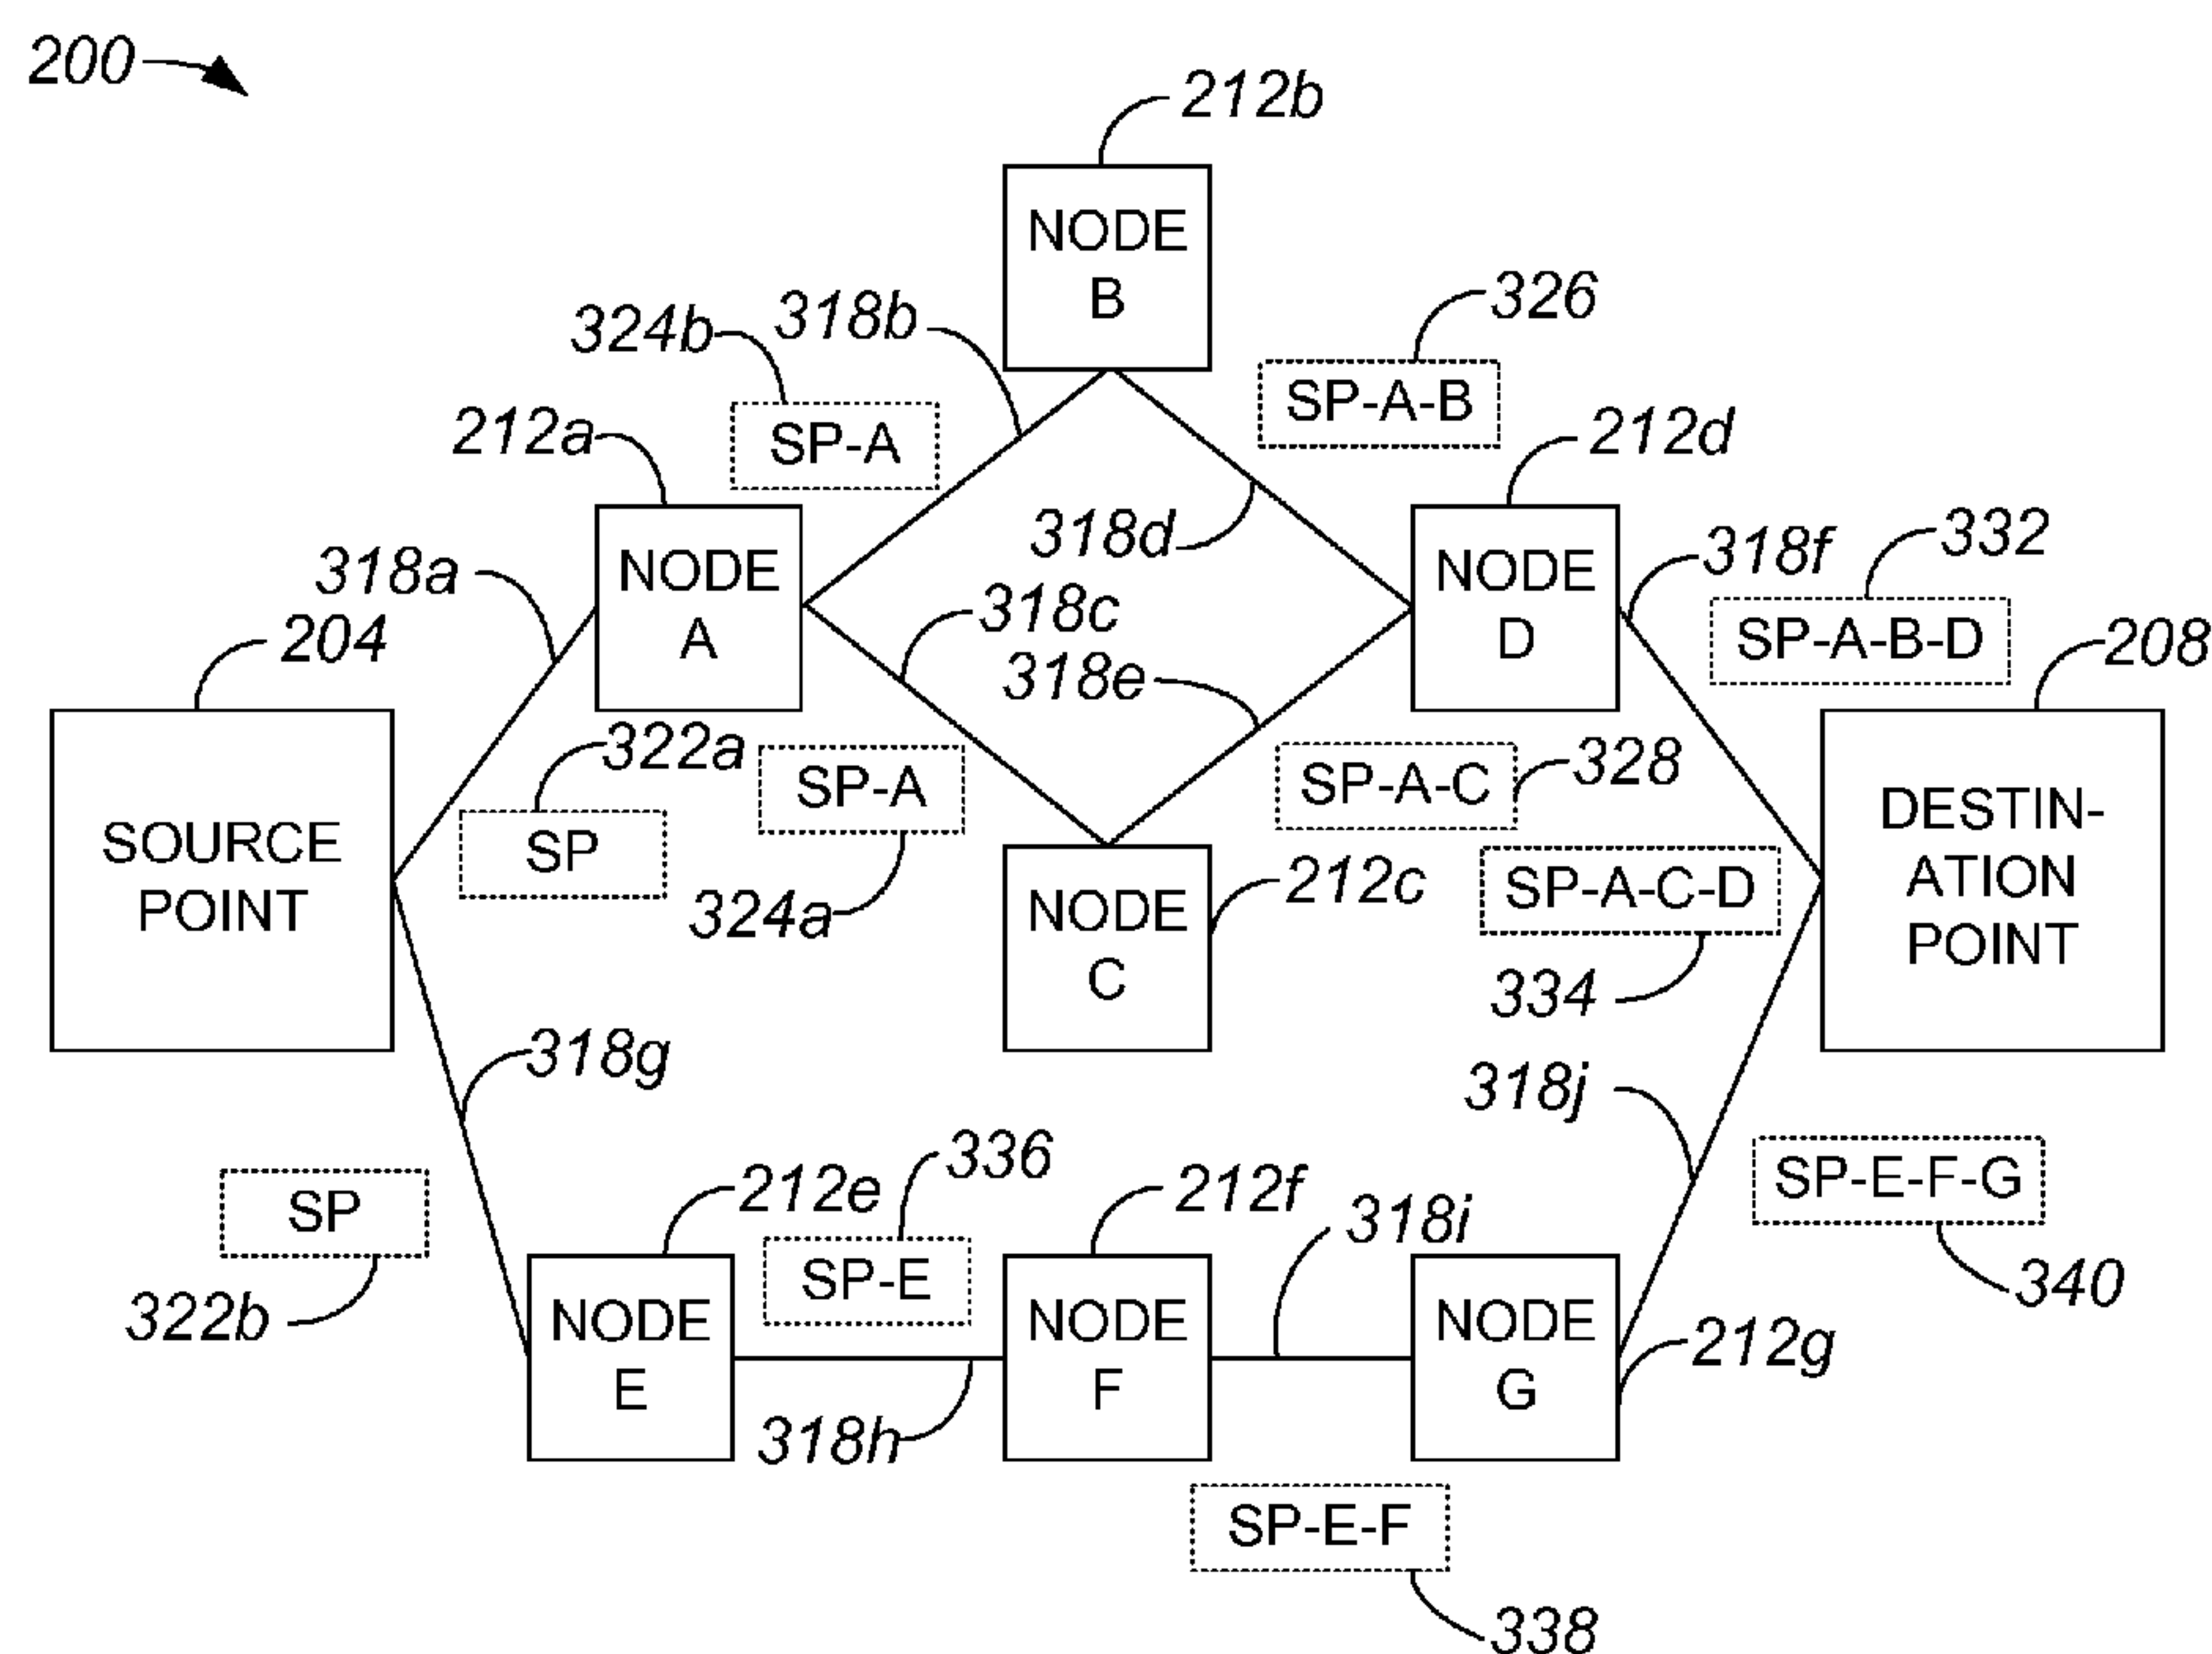 200
212b
NODE
B
326
324b
318b
SP-A-B
212a
SP-A
212d
318d
332
318a
NODE
A
318c
NODE
D
318f
204
318e
SP-A-B-D
208
322a
SP-A
SP-A-C
328
SOURCE
POINT
SP
DESTIN-
ATION
POINT
324a
NODE
C
212c
SP-A-C-D
334
318g
318j
336
SP
212e
212f
318i
SP-E-F-G
SP-E
322b
340
NODE
E
NODE
F
NODE
G
212g
318h
SP-E-F
338